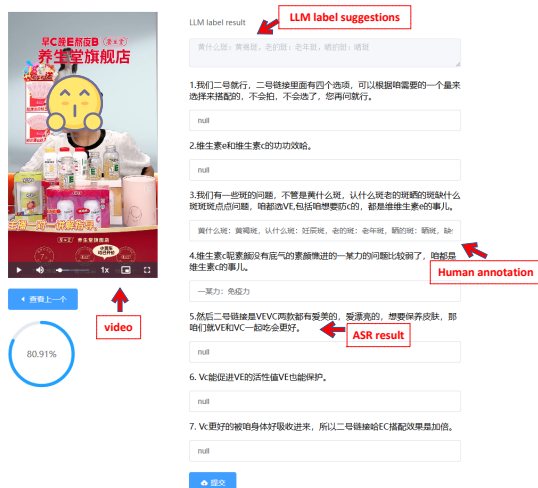 早C晚E熬夜B
养生堂旗舰店
1x
查看上一个
80.91%
video
LLM label result
LLM label suggestions
黄什么斑：黄褐斑，老的斑：老年斑，晒的斑：晒斑
1.我们二号就行，二号链接里面有四个选项，可以根据咱需要的一个量来
选择来搭配的，不会拍，不会选了，您再问就行。
null
2.维生素e和维生素c的功功效哈。
null
3.我们有一些斑的问题，不管是黄什么斑，认什么斑老的斑晒的斑缺什么
斑斑斑点点问题，咱都选VE,包括咱想要防c的，都是维维生素e的事儿。
黄什么斑：黄褐斑，认什么斑：妊辰斑，老的斑：老年斑，晒的斑：晒斑，缺
Human annotation
4.维生素c呢素颜没有底气的素颜憔进的一某力的问题比较弱了，咱都是
维生素c的事儿。
一某力：免疫力
5.然后二号链接是VEVC两款都有爱美的，爱漂亮的，想要保养皮肤，那
咱们就VE和VC一起吃会更好。
ASR result
null
6. Vc能促进VE的活性值VE也能保护。
null
7. Vc更好的被咱身体好吸收进来，所以二号链接哈EC搭配效果是加倍。
null
提交